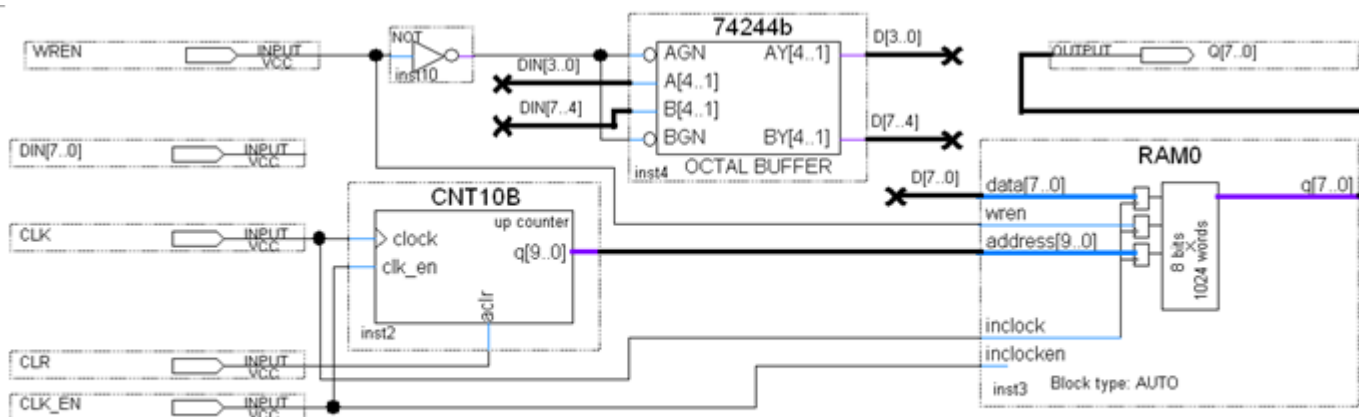 WREN
INPUT
VCC
NOT
inst10
74244b
AGN
AY[4..1]
A[4..1]
B[4..1]
BGN
BY[4..1]
OCTAL BUFFER
inst4
DIN[3..0]
DIN[7..4]
D[3..0]
D[7..4]
OUTPUT
Q[7..0]
DIN[7..0]
INPUT
VCC
CNT10B
up counter
clock
q[9..0]
clk_en
aclr
inst2
RAM0
D[7..0]
data[7..0]
q[7..0]
wren
address[9..0]
8 bits
X
1024 words
inclock
inclocken
inst3
Block type: AUTO
CLK
INPUT
VCC
CLR
INPUT
VCC
CLK_EN
INPUT
VCC